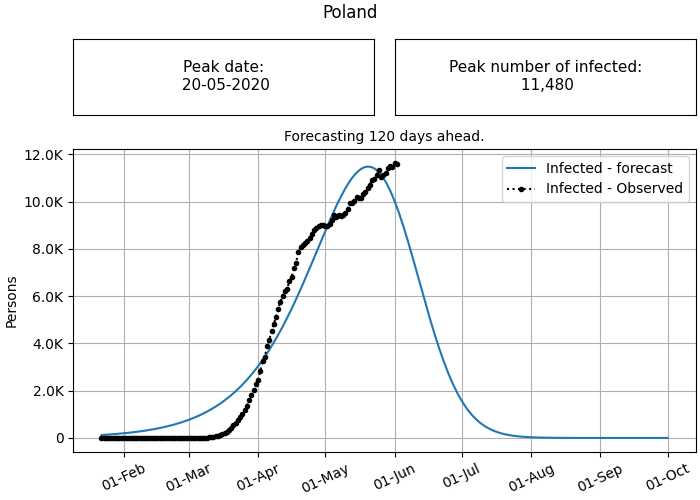 Poland
Peak date:
20-05-2020
Peak number of infected:
11,480
Forecasting 120 days ahead.
12.0K
10.0K
8.0K
6.0K
4.0K
2.0K
0
Persons
Infected - forecast
Infected - Observed
01-Feb
01-Mar
01-Apr
01-May
01-Jun
01-Jul
01-Aug
01-Sep
01-Oct